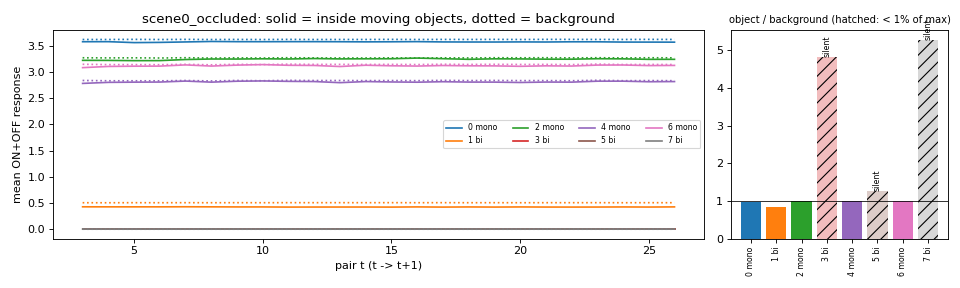 scene0_occluded: solid = inside moving objects, dotted = background
mean ON+OFF response
3.5
3.0
2.5
2.0
1.5
1.0
0.5
0.0
0 mono 2 mono 4 mono 6 mono
1 bi 3 bi 5 bi 7 bi
5 10 15 20 25
pair t (t -> t+1)
object / background (hatched: < 1% of max)
5
4
3
2
1
0
silent
silent
silent
0 mono
1 bi
2 mono
3 bi
4 mono
5 bi
6 mono
7 bi